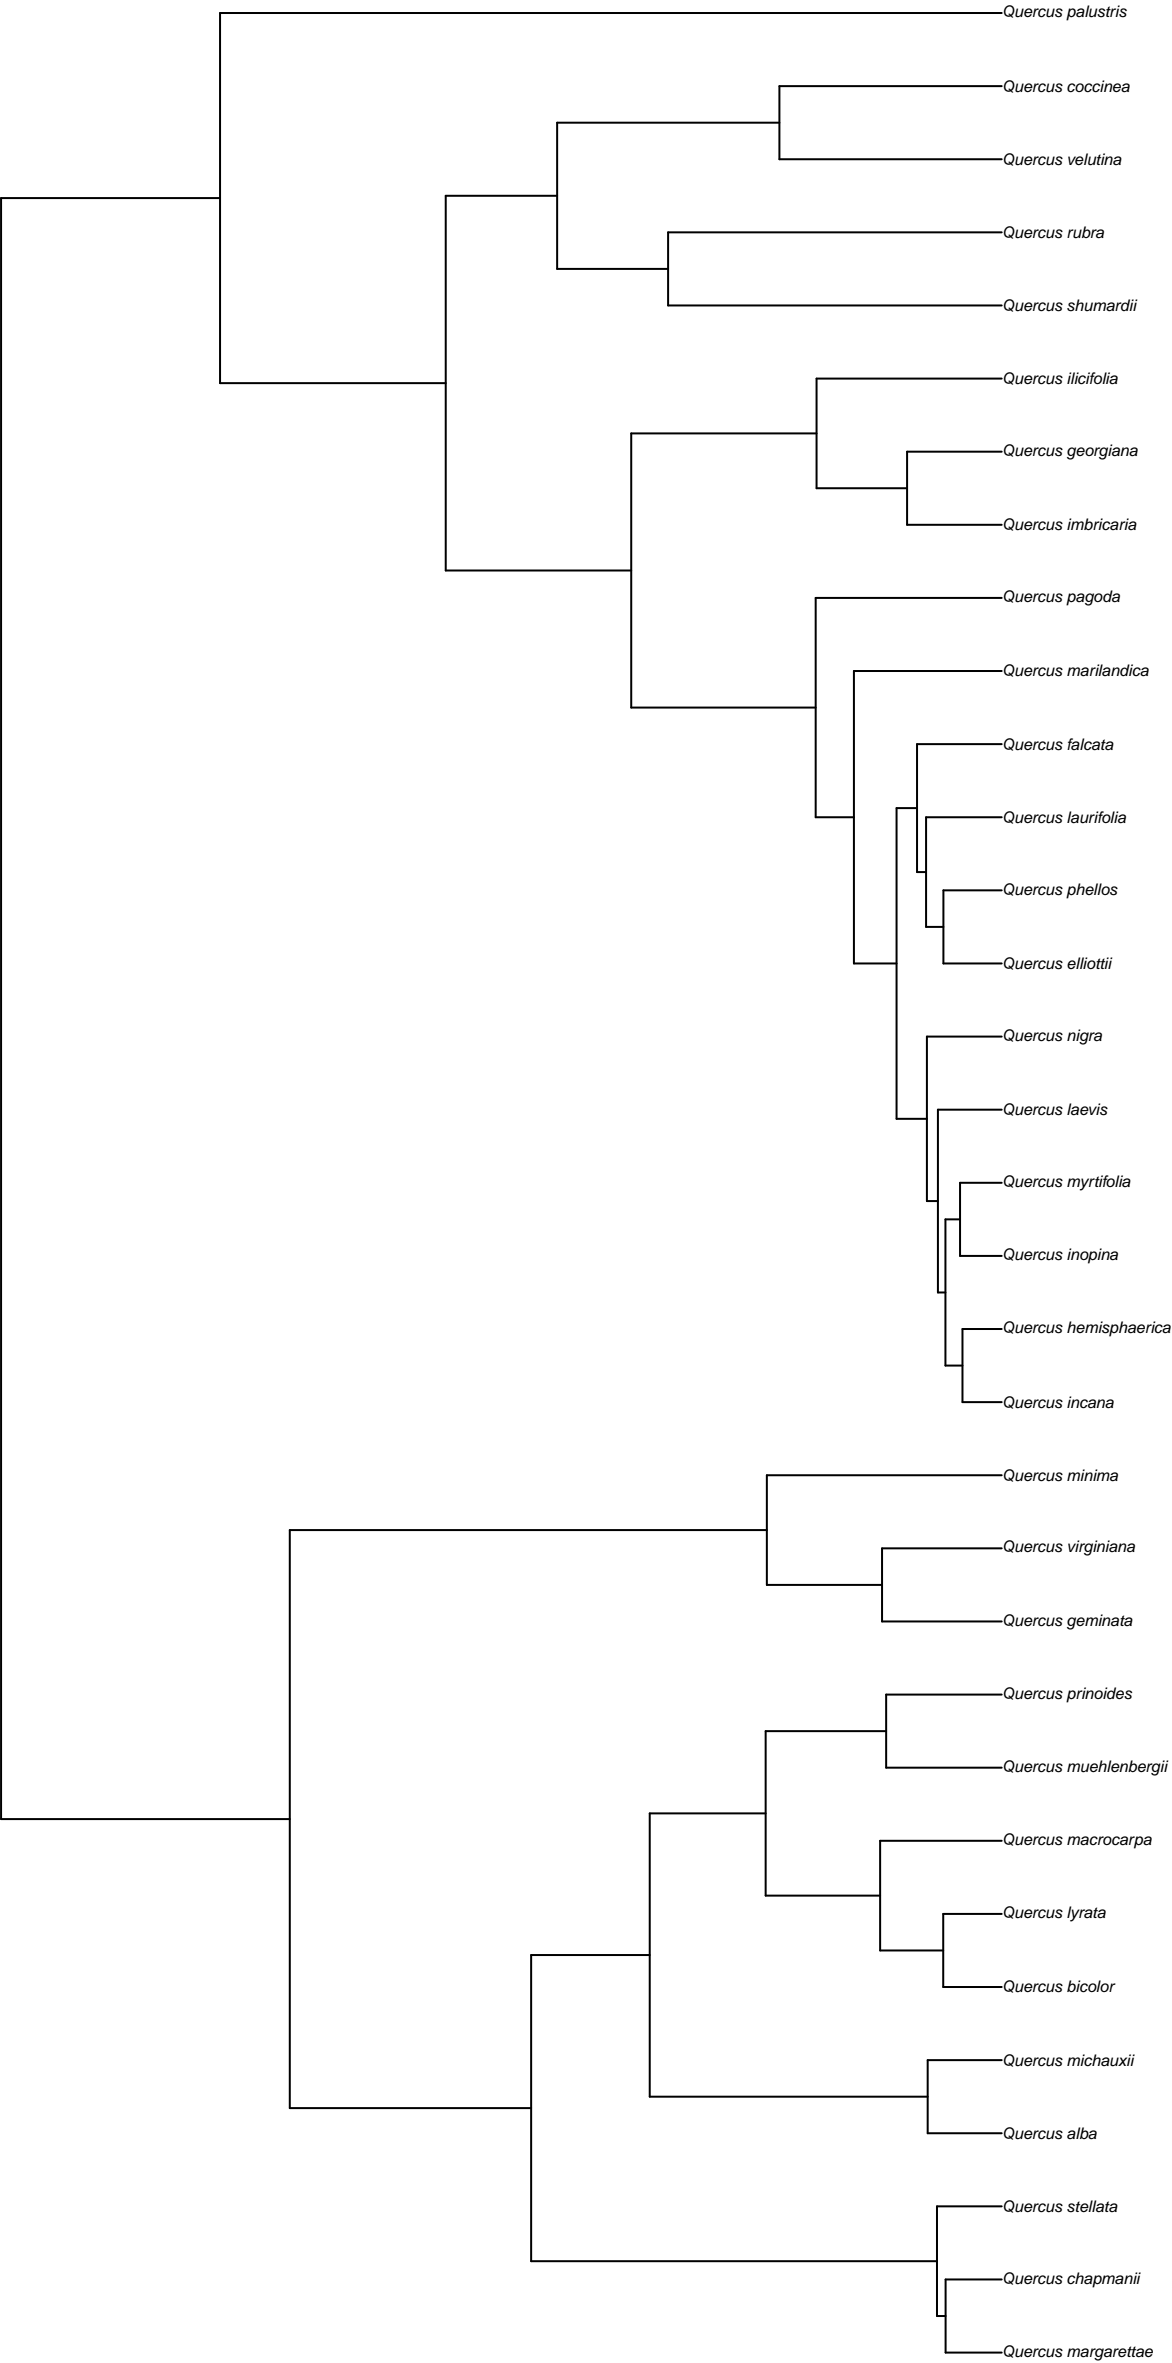 Quercus palustris
Quercus coccinea
Quercus velutina
Quercus rubra
Quercus shumardii
Quercus ilicifolia
Quercus georgiana
Quercus imbricaria
Quercus pagoda
Quercus marilandica
Quercus falcata
Quercus laurifolia
Quercus phellos
Quercus elliottii
Quercus nigra
Quercus laevis
Quercus myrtifolia
Quercus inopina
Quercus hemisphaerica
Quercus incana
Quercus minima
Quercus virginiana
Quercus geminata
Quercus prinoides
Quercus muehlenbergii
Quercus macrocarpa
Quercus lyrata
Quercus bicolor
Quercus michauxii
Quercus alba
Quercus stellata
Quercus chapmanii
Quercus margarettae